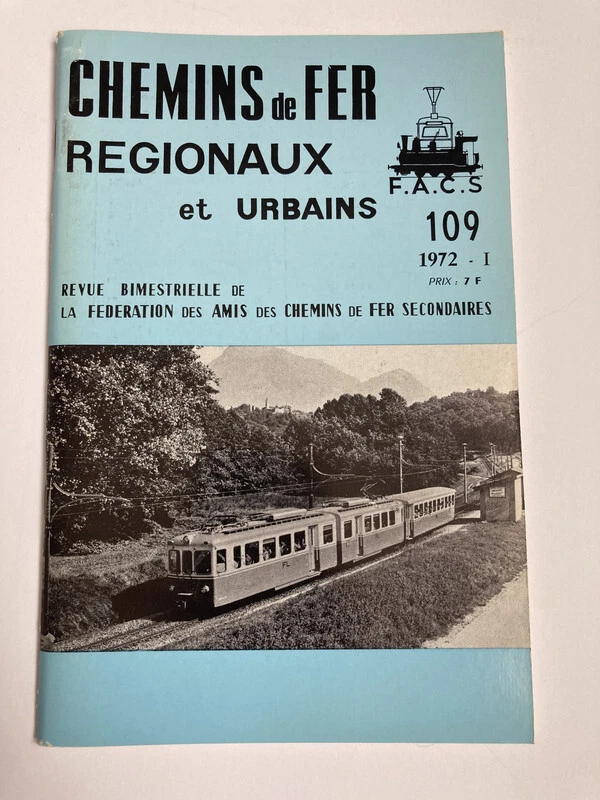 CHEMINS de FER
REGIONAUX
et URBAINS
F.A.C.S
109
1972 - I
PRIX : 7 F
REVUE BIMESTRIELLE DE
LA FEDERATION DES AMIS DES CHEMINS DE FER SECONDAIRES
FL